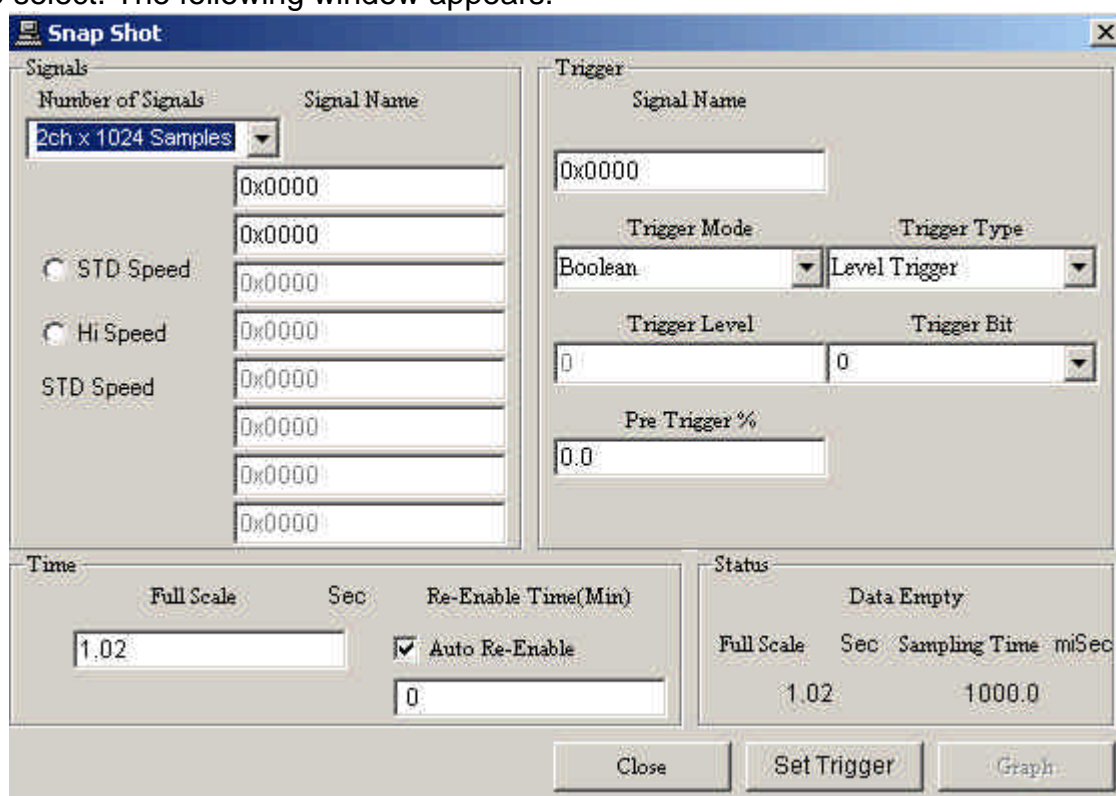 select. The following window appears.
Snap Shot
Signals
Number of Signals
Signal Name
2ch x 1024 Samples
0x0000
0x0000
0x0000
0x0000
0x0000
0x0000
0x0000
0x0000
STD Speed
Hi Speed
STD Speed
Trigger
Signal Name
0x0000
Trigger Mode
Trigger Type
Boolean
Level Trigger
Trigger Level
Trigger Bit
0
0
Pre Trigger %
0.0
Time
Full Scale
Sec
Re-Enable Time(Min)
1.02
Auto Re-Enable
0
Status
Data Empty
Full Scale
Sec
Sampling Time
miSec
1.02
1000.0
Close
Set Trigger
Graph